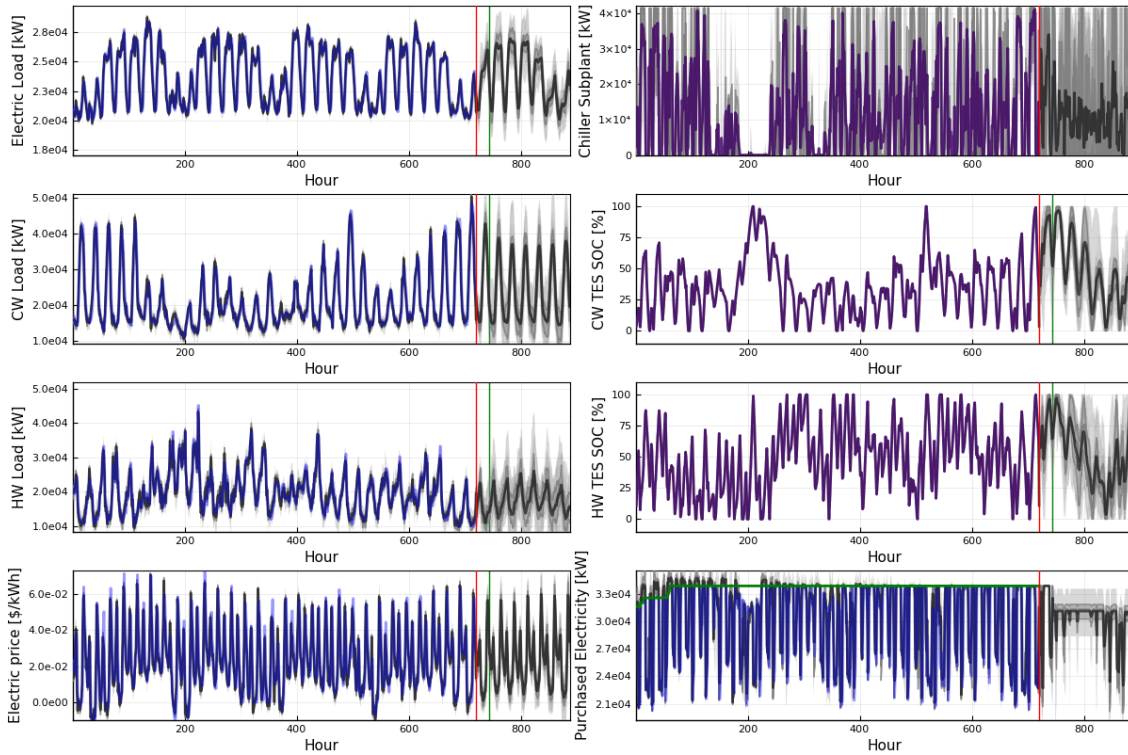 Electric Load [kW]
2.8e04
2.5e04
2.3e04
2.0e04
1.8e04
200
400
600
800
Hour
Chiller Subplant [kW]
4×10⁴
3×10⁴
2×10⁴
1×10⁴
0
200
400
600
800
Hour
CW Load [kW]
5.0e04
4.0e04
3.0e04
2.0e04
1.0e04
200
400
600
800
Hour
CW TES SOC [%]
100
75
50
25
0
200
400
600
800
Hour
HW Load [kW]
5.0e04
4.0e04
3.0e04
2.0e04
1.0e04
200
400
600
800
Hour
HW TES SOC [%]
100
75
50
25
0
200
400
600
800
Hour
Electric price [$/kWh]
6.0e-02
4.0e-02
2.0e-02
0.0e+00
200
400
600
800
Hour
Purchased Electricity [kW]
3.3e04
3.0e04
2.7e04
2.4e04
2.1e04
200
400
600
800
Hour